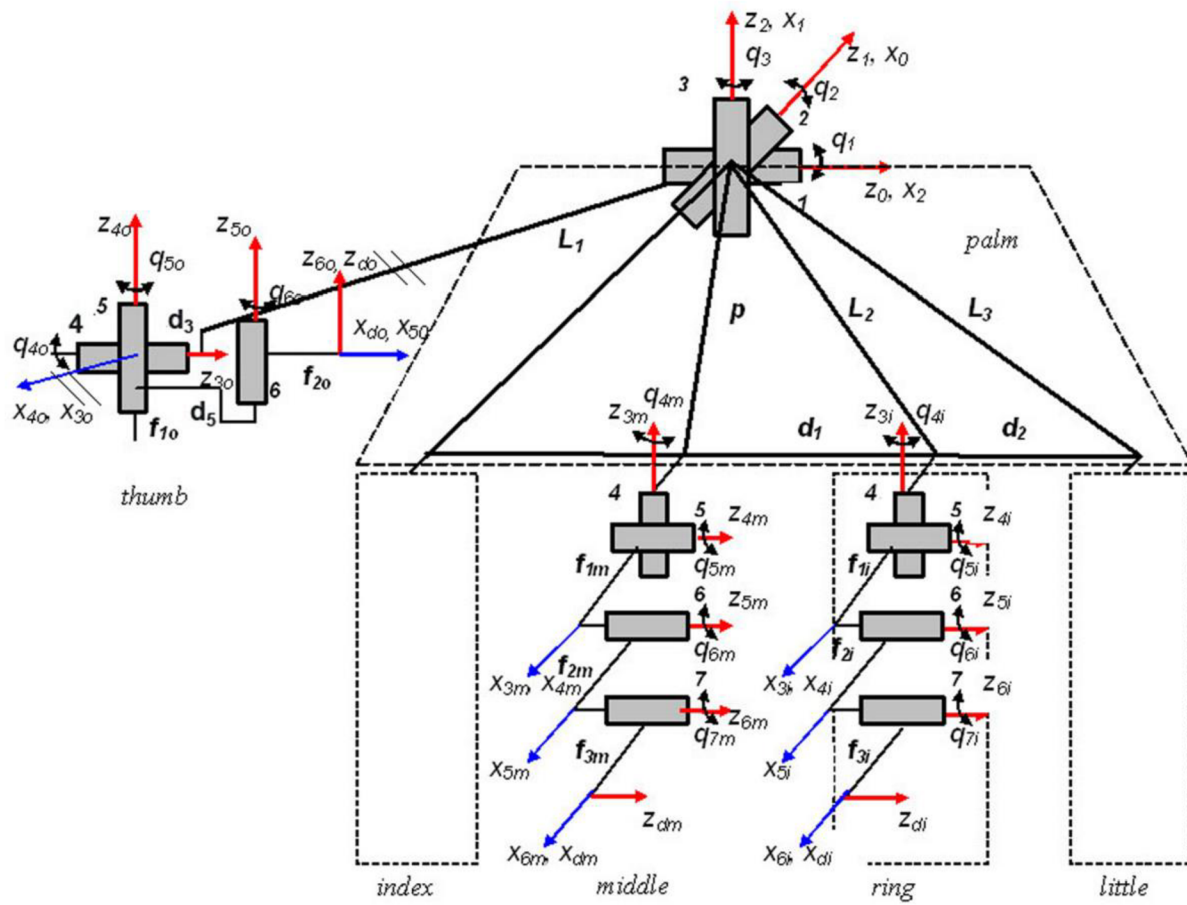 z2, x1
q3
z1, x0
3
q2
2
q1
z0, x2
1
palm
L1
z4o
z5o
q5o
z6o, zdo
q6o
5
4
d3
xdo, x50
q4o
z3o
f2o
6
x4o, x3o
d5
f1o
thumb
p
L2
L3
q4m
z3m
z3i
q4i
d1
d2
4
5
z4m
4
5
z4i
f1m
q5m
f1i
q5i
6
z5m
6
z5i
q6m
q6i
x3m, x4m
f2m
x3i, x4i
f2i
7
z6m
7
z6i
q7m
q7i
x5m
f3m
x5i
f3i
zdm
zdi
x6m, xdm
x6i, xdi
index
middle
ring
little